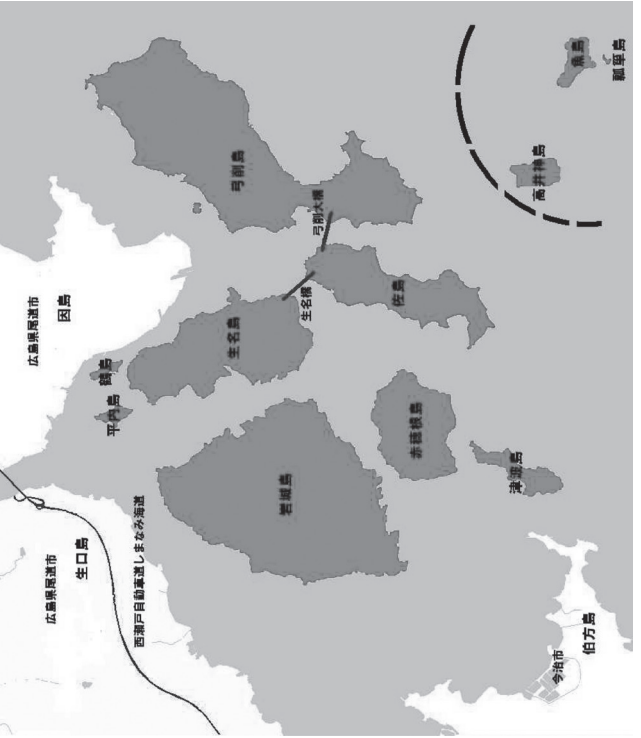 広島県尾道市
因島
鶴島
平内島
広島県尾道市
生口島
西瀬戸自動車道しまなみ海道
弓削島
弓削大橋
生名島
生名橋
佐島
岩城島
赤穂根島
津波島
今治市
伯方島
魚島
瓢箪島
高井神島